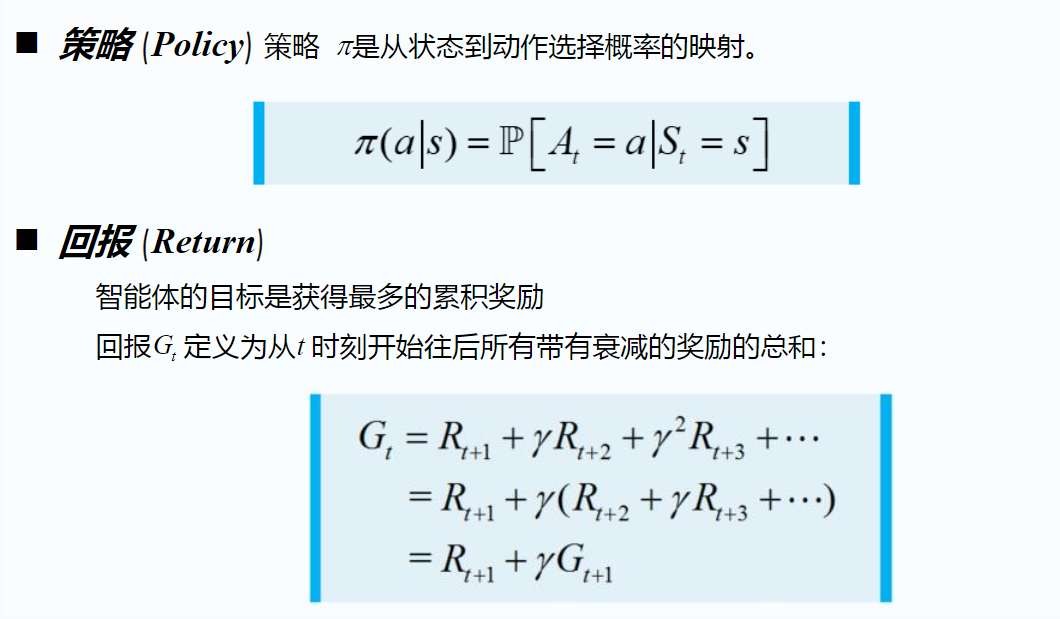 ■ 策略 (Policy) 策略 π是从状态到动作选择概率的映射。
π(a|s) = ℙ[A_t = a|S_t = s]
■ 回报 (Return)
智能体的目标是获得最多的累积奖励
回报G_t 定义为从t 时刻开始往后所有带有衰减的奖励的总和：
G_t = R_{t+1} + γR_{t+2} + γ²R_{t+3} + ⋯
= R_{t+1} + γ(R_{t+2} + γR_{t+3} + ⋯)
= R_{t+1} + γG_{t+1}